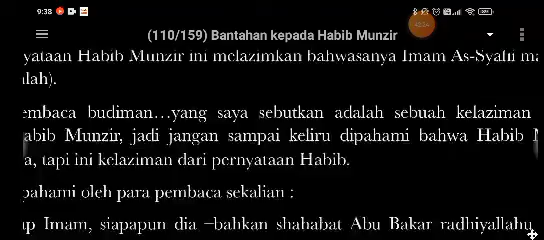 9:38
(110/159) Bantahan kepada Habib Munzir
yataan Habib Munzir ini melazimkan bahwasanya Imam As-Syafii
lah).
embaca budiman…yang saya sebutkan adalah sebuah kelaziman
abib Munzir, jadi jangan sampai keliru dipahami bahwa Habib
a, tapi ini kelaziman dari pernyataan Habib.
pahami oleh para pembaca sekalian :
ap Imam, siapapun dia –bahkan shahabat Abu Bakar radhiyallahu